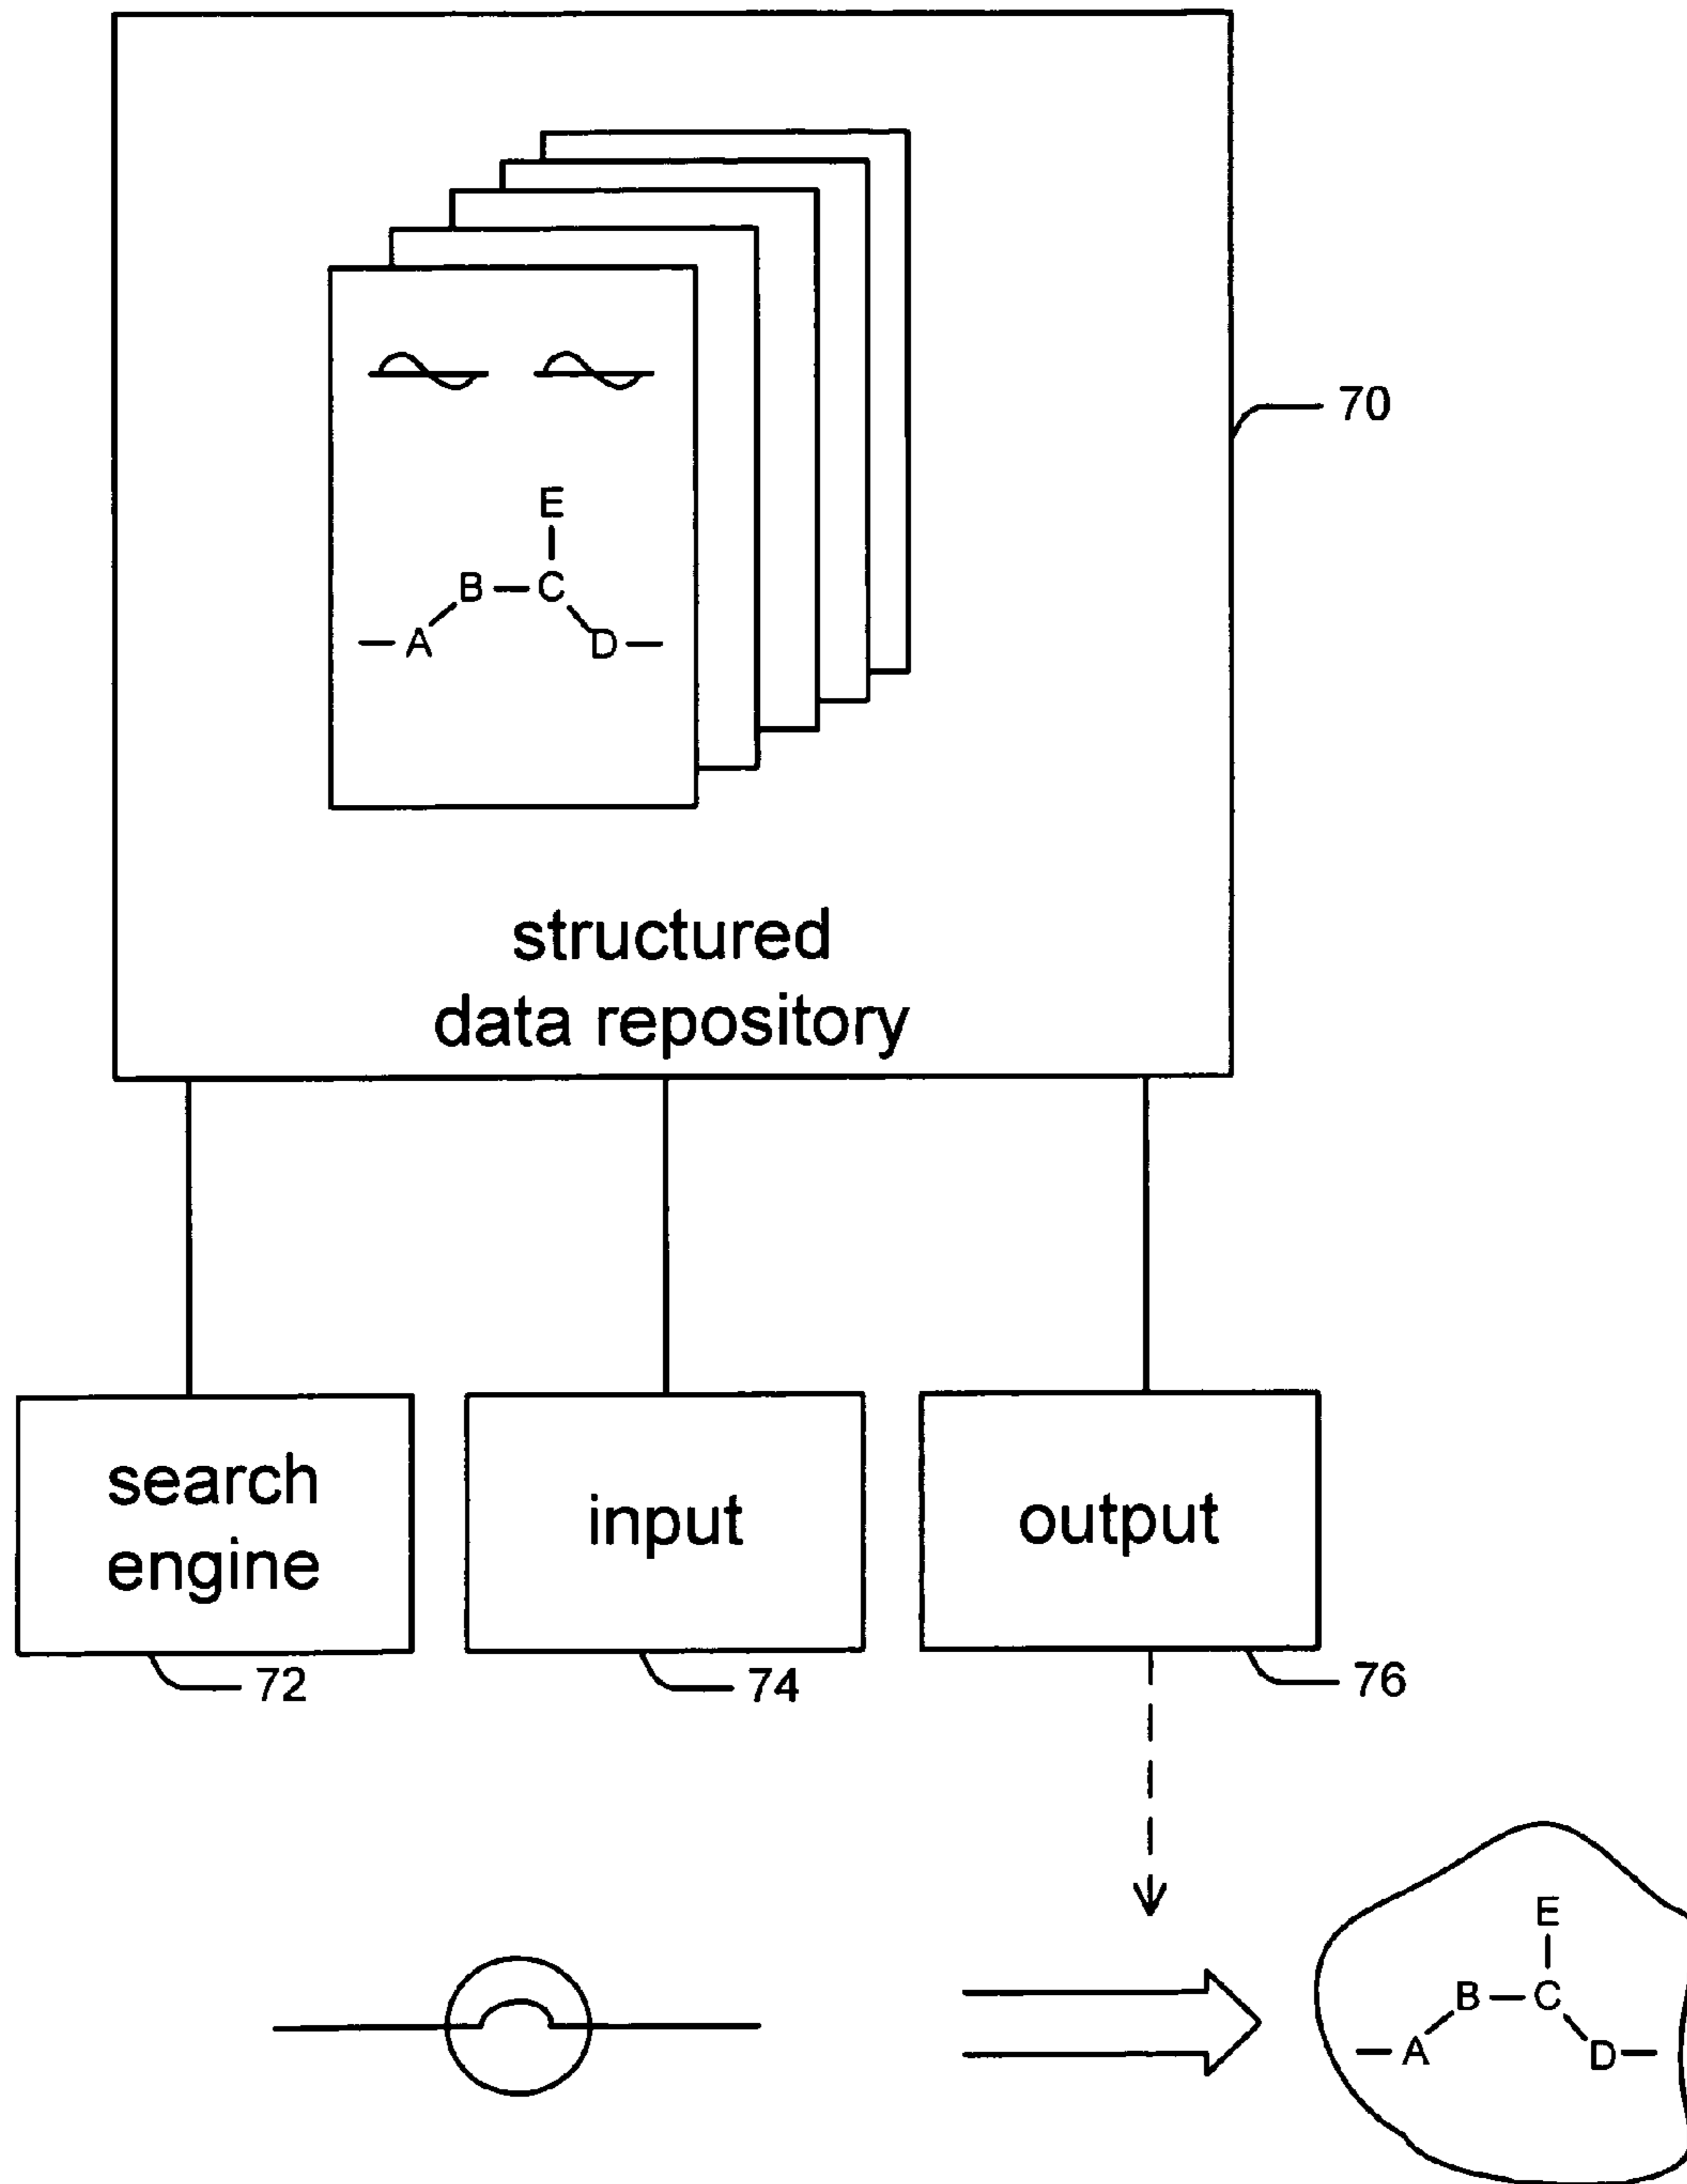 70
E
B — C
— A D —
structured
data repository
search
engine
input
output
72
74
76
E
B — C
— A D —